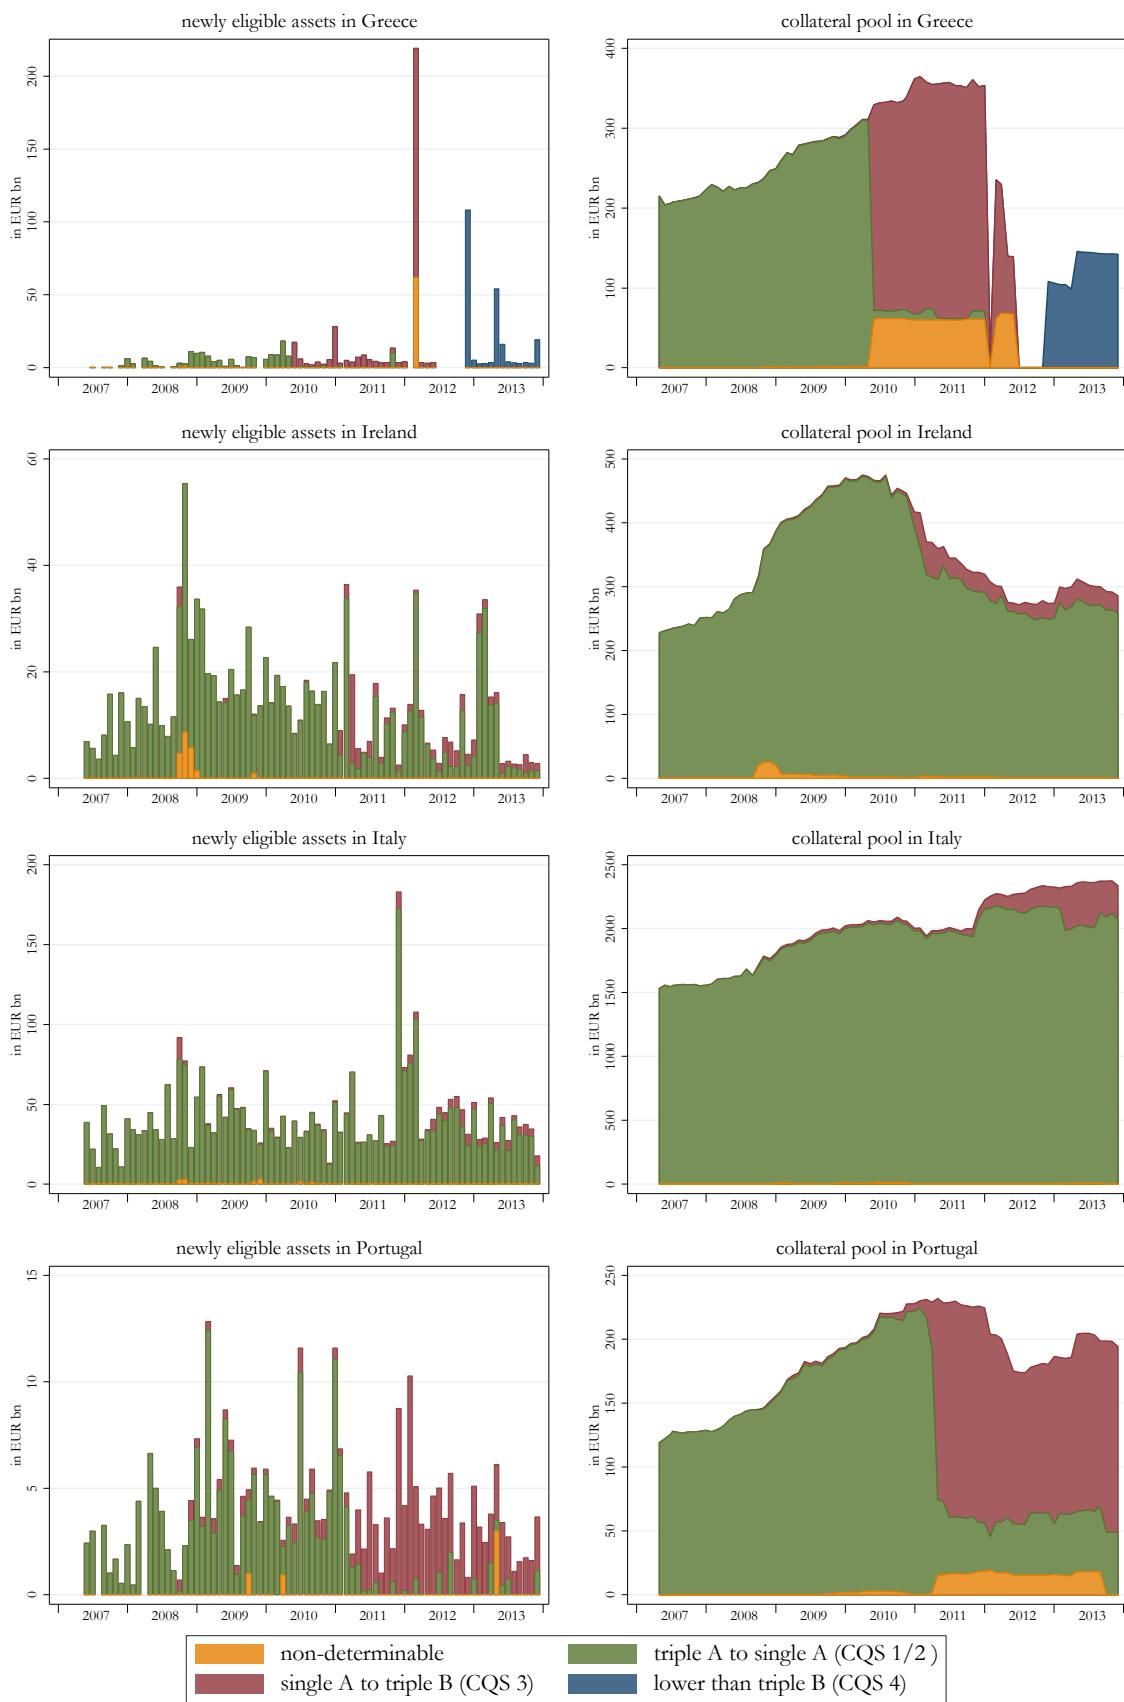 newly eligible assets in Greece
in EUR bn
200
150
100
50
0
2007 2008 2009 2010 2011 2012 2013
collateral pool in Greece
in EUR bn
400
300
200
100
0
2007 2008 2009 2010 2011 2012 2013
newly eligible assets in Ireland
in EUR bn
60
40
20
0
2007 2008 2009 2010 2011 2012 2013
collateral pool in Ireland
in EUR bn
500
400
300
200
100
0
2007 2008 2009 2010 2011 2012 2013
newly eligible assets in Italy
in EUR bn
200
150
100
50
0
2007 2008 2009 2010 2011 2012 2013
collateral pool in Italy
in EUR bn
2500
2000
1500
1000
500
0
2007 2008 2009 2010 2011 2012 2013
newly eligible assets in Portugal
in EUR bn
15
10
5
0
2007 2008 2009 2010 2011 2012 2013
collateral pool in Portugal
in EUR bn
250
200
150
100
50
0
2007 2008 2009 2010 2011 2012 2013
non-determinable
triple A to single A (CQS 1/2 )
single A to triple B (CQS 3)
lower than triple B (CQS 4)